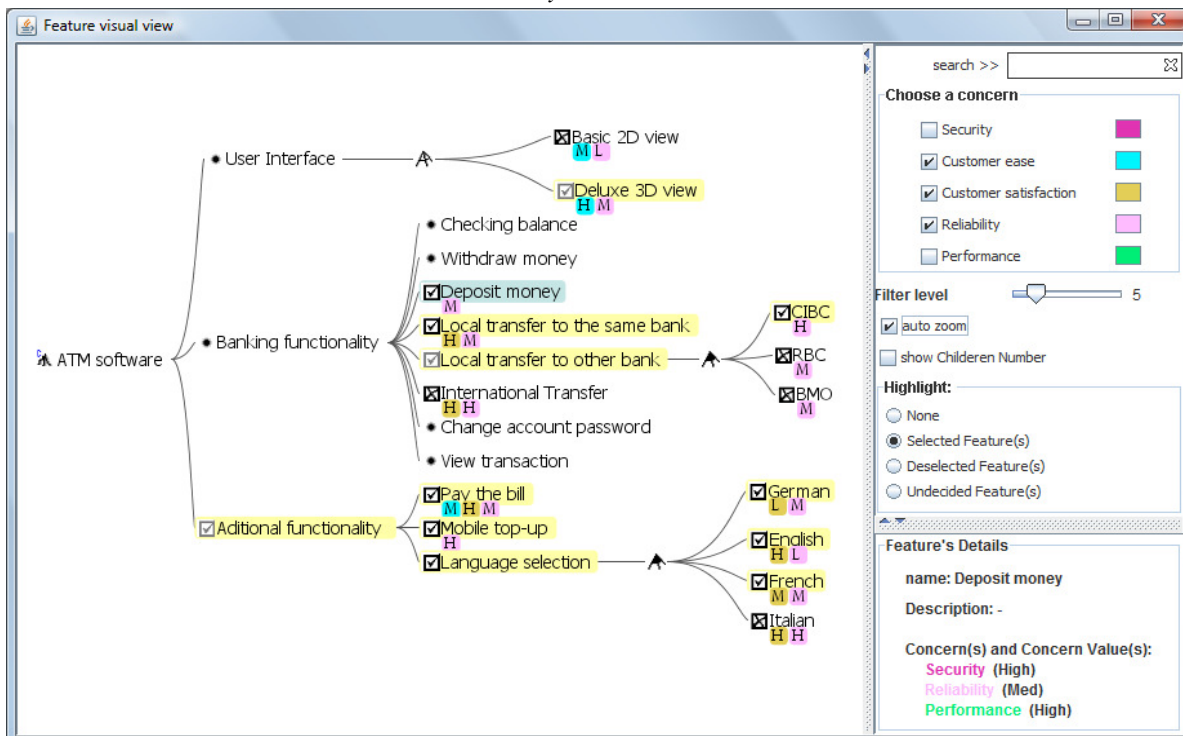 Feature visual view
search >>
Choose a concern
Security
Customer ease
Customer satisfaction
Reliability
Performance
Filter level 5
auto zoom
show Childeren Number
Highlight:
None
Selected Feature(s)
Deselected Feature(s)
Undecided Feature(s)
Feature's Details
name: Deposit money
Description: -
Concern(s) and Concern Value(s):
Security (High)
Reliability (Med)
Performance (High)
ATM software
User Interface
Basic 2D view
M L
Deluxe 3D view
H M
Banking functionality
Checking balance
Withdraw money
Deposit money
M
Local transfer to the same bank
H M
Local transfer to other bank
CIBC
H
RBC
M
BMO
M
International Transfer
H H
Change account password
View transaction
Aditional functionality
Pay the bill
M H M
Mobile top-up
H
Language selection
German
L M
English
H L
French
M M
Italian
H H